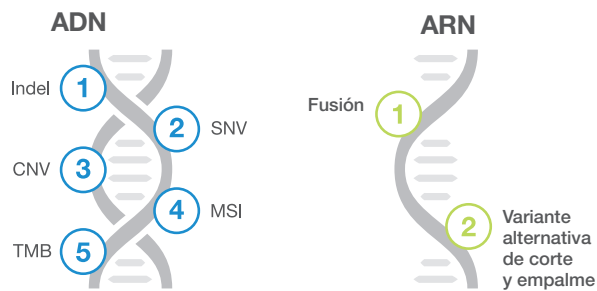 ADN
Indel 1
2 SNV
CNV 3
4 MSI
TMB 5
ARN
Fusión 1
2 Variante
alternativa
de corte
y empalme